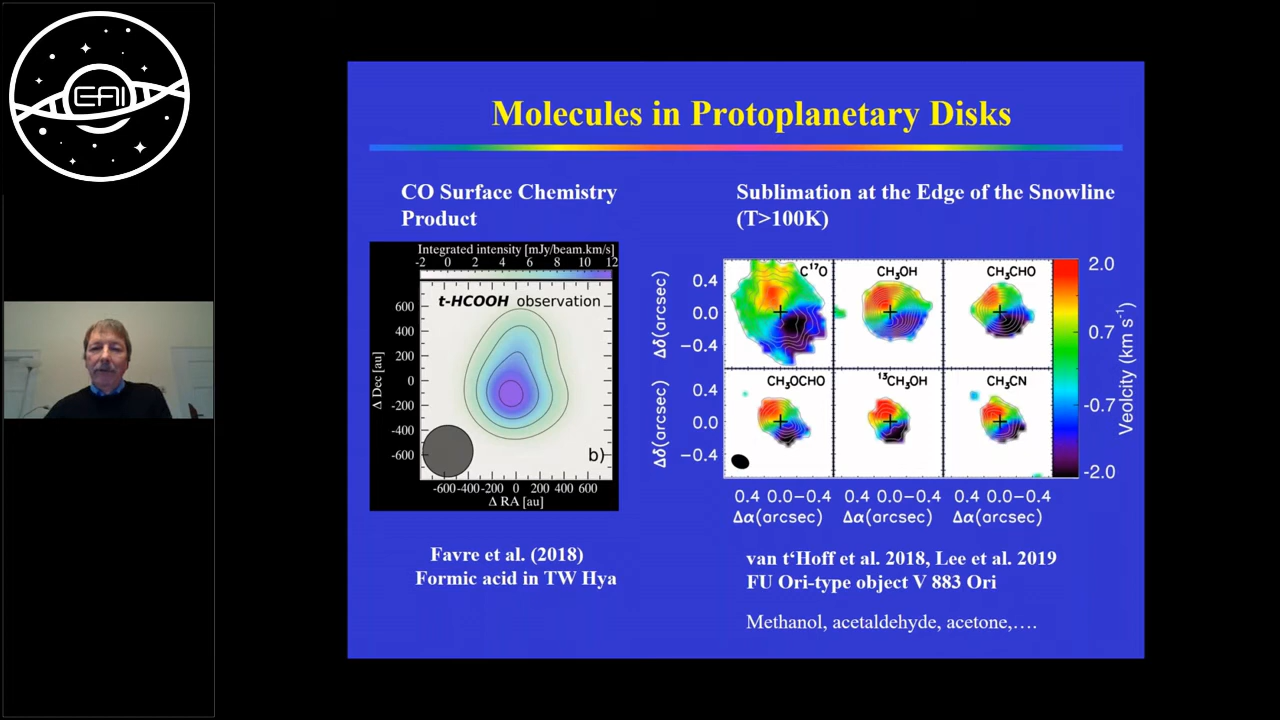 EAI
Molecules in Protoplanetary Disks
CO Surface Chemistry
Product
Integrated intensity [mJy/beam.km/s]
-2 0 2 4 6 8 10 12
t-HCOOH observation
600
400
200
0
-200
-400
-600
Δ Dec [au]
b)
-600-400-200 0 200 400 600
Δ RA [au]
Favre et al. (2018)
Formic acid in TW Hya
Sublimation at the Edge of the Snowline
(T>100K)
C¹⁷O
CH₃OH
CH₃CHO
Δδ(arcsec)
0.4
0.0
−0.4
CH₃OCHO
¹³CH₃OH
CH₃CN
Δδ(arcsec)
0.4
0.0
−0.4
0.4 0.0−0.4
0.4 0.0−0.4
0.4 0.0−0.4
Δα(arcsec)
Δα(arcsec)
Δα(arcsec)
2.0
0.7
-0.7
-2.0
Veolcity (km s⁻¹)
van t‘Hoff et al. 2018, Lee et al. 2019
FU Ori-type object V 883 Ori
Methanol, acetaldehyde, acetone,….